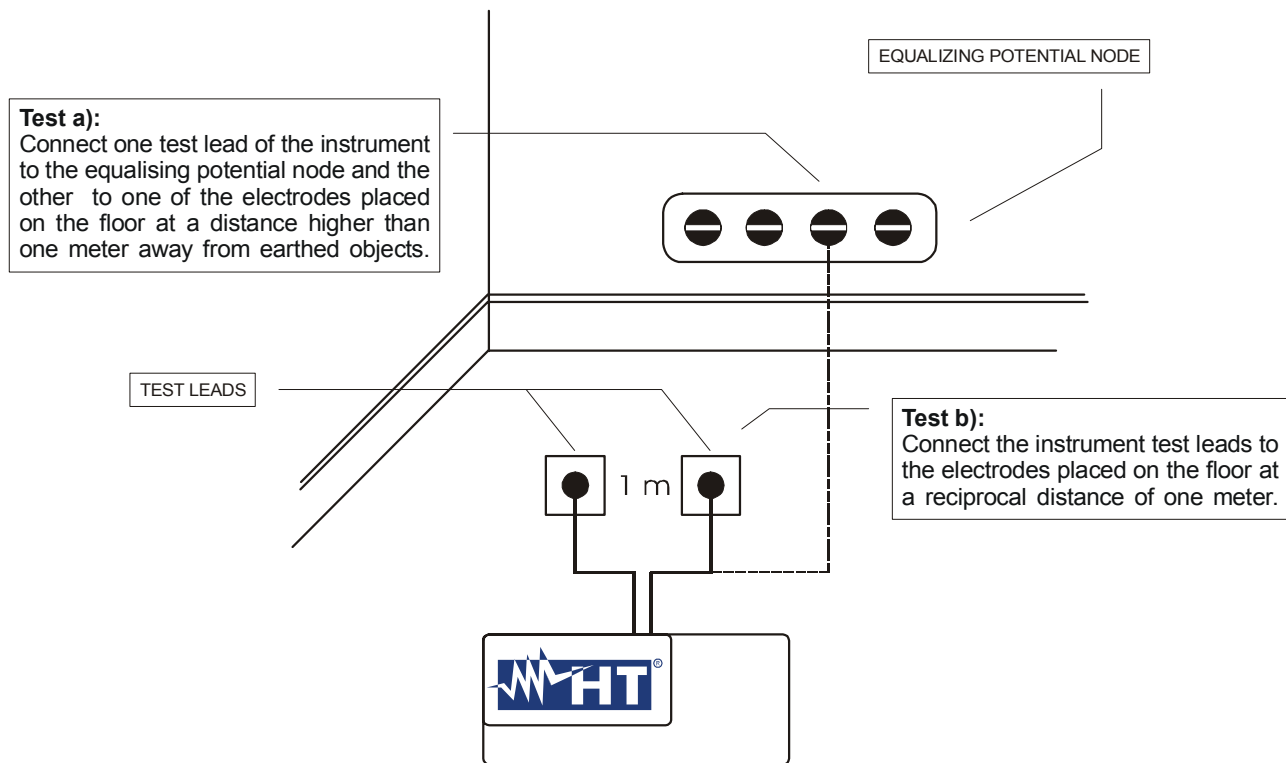 EQUALIZING POTENTIAL NODE
Test a):
Connect one test lead of the instrument
to the equalising potential node and the
other to one of the electrodes placed
on the floor at a distance higher than
one meter away from earthed objects.
TEST LEADS
Test b):
Connect the instrument test leads to
the electrodes placed on the floor at
a reciprocal distance of one meter.
1 m
HT®